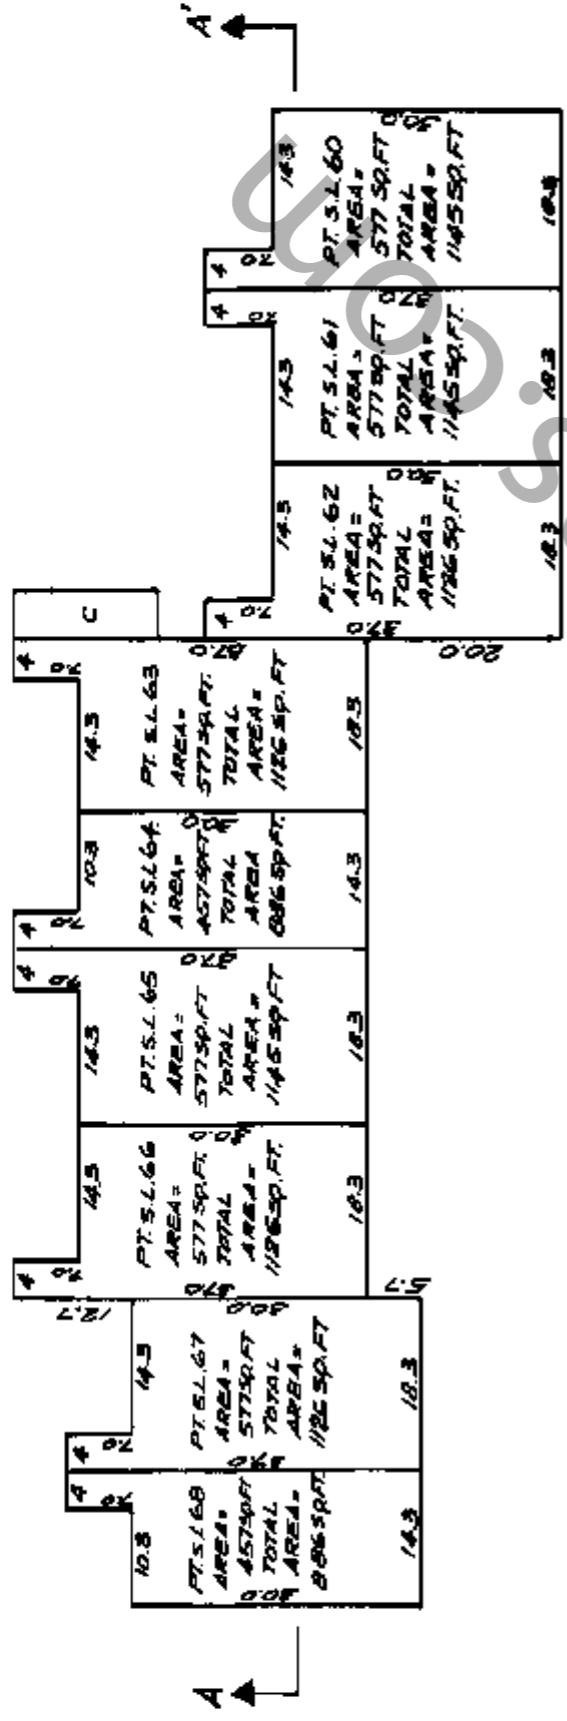 A
A'
PT. S.L. 68
AREA =
457 SQ.FT
TOTAL
AREA =
886 SQ.FT.
10.3
4
7.0
30.0
14.3
PT. S.L. 67
AREA =
577 SQ.FT
TOTAL
AREA =
1126 SQ.FT
14.3
4
7.0
37.0
18.3
12.7
30.0
5.7
PT. S.L. 66
AREA =
577 SQ.FT.
TOTAL
AREA =
1126 SQ.FT.
4
7.0
14.3
37.0
30.0
18.3
PT. S.L. 65
AREA =
577 SQ.FT
TOTAL
AREA =
1145 SQ FT
14.3
4
7.0
37.0
18.3
PT. S.L. 64
AREA =
457 SQ FT
TOTAL
AREA
886 SQ FT.
4
7.0
10.3
30.0
14.3
PT. S.L. 63
AREA =
577 SQ.FT.
TOTAL
AREA =
1126 SQ.FT
14.3
4
7.0
37.0
18.3
C
20.0
PT. S.L. 62
AREA =
577 SQ.FT
TOTAL
AREA =
1126 SQ.FT.
4
7.0
14.3
37.0
30.0
18.3
PT. S.L. 61
AREA =
577 SQ.FT
TOTAL
AREA =
1145 SQ.FT.
14.3
4
7.0
37.0
18.3
PT. S.L. 60
AREA =
577 SQ.FT
TOTAL
AREA =
1145 SQ.FT
4
7.0
14.3
30.0
18.3
s.com